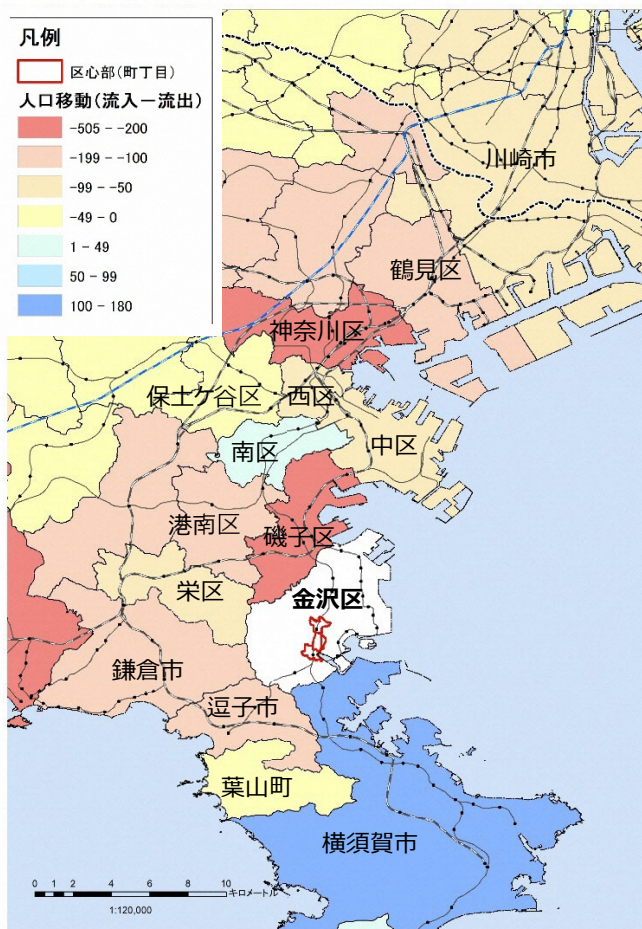 凡例
区心部(町丁目)
人口移動(流入ー流出)
-505 - -200
-199 - -100
-99 - -50
-49 - 0
1 - 49
50 - 99
100 - 180
川崎市
鶴見区
神奈川区
保土ケ谷区
西区
中区
南区
港南区
磯子区
栄区
金沢区
鎌倉市
逗子市
葉山町
横須賀市
0 1 2 4 6 8 10
キロメートル
1:120,000